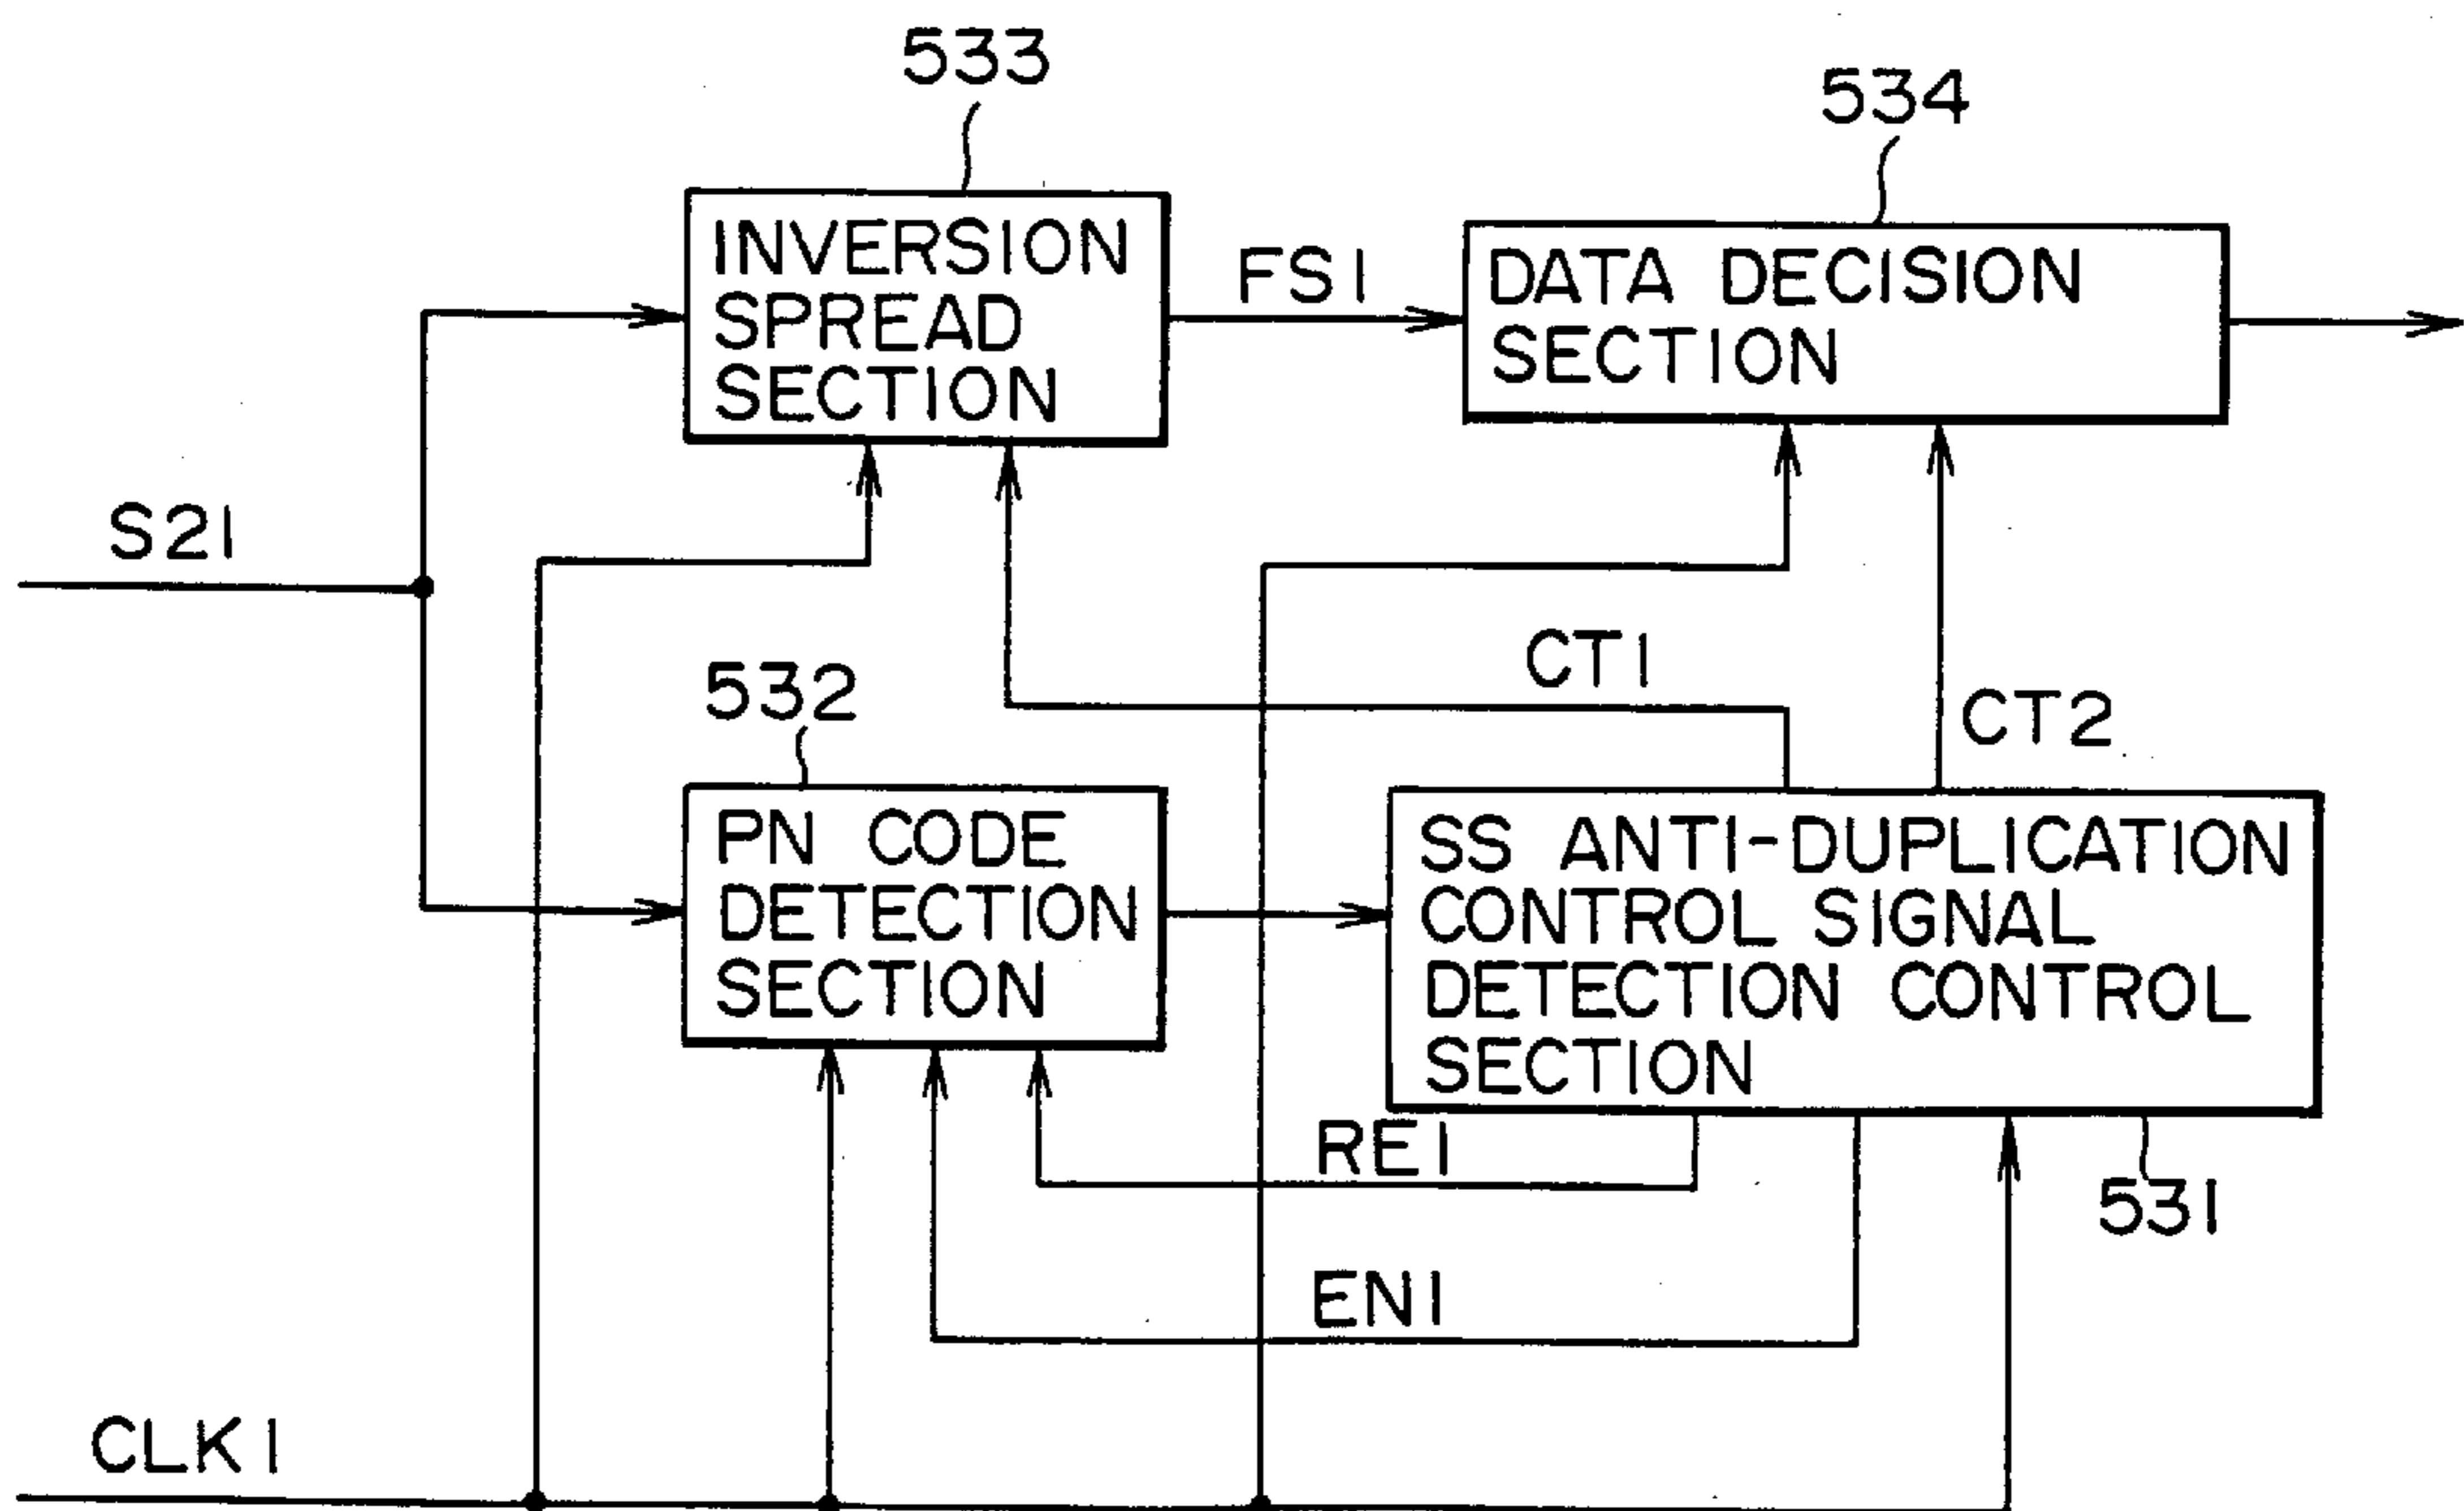 533
534
INVERSION
SPREAD
SECTION
FS1
DATA DECISION
SECTION
S21
CT1
CT2
532
PN CODE
DETECTION
SECTION
SS ANTI-DUPLICATION
CONTROL SIGNAL
DETECTION CONTROL
SECTION
RE1
531
EN1
CLK1